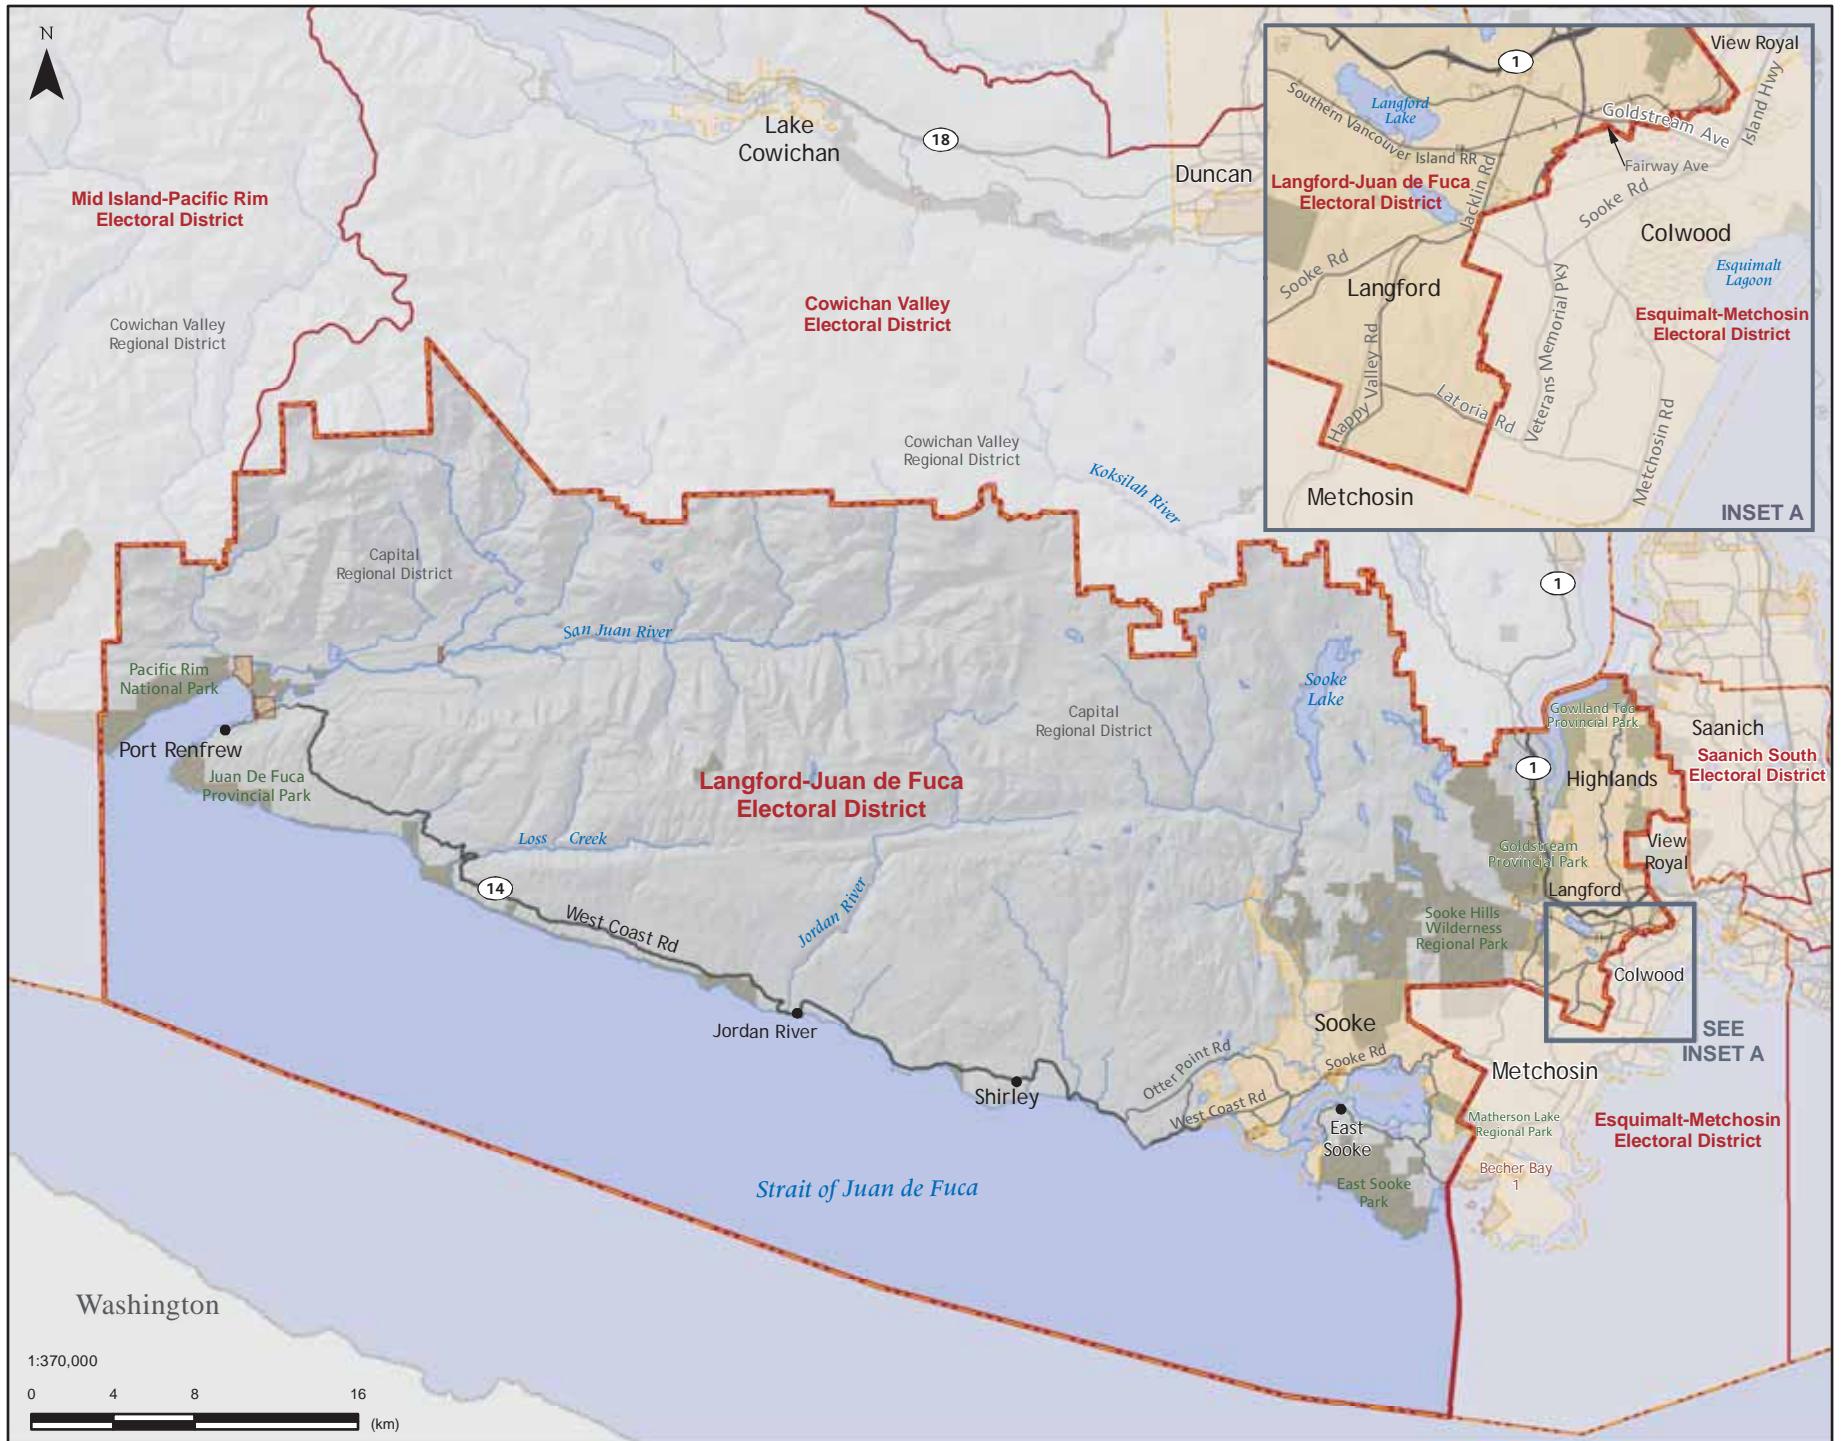 N
Mid Island-Pacific Rim
Electoral District
Cowichan Valley
Regional District
Lake
Cowichan
18
Duncan
Cowichan Valley
Electoral District
Cowichan Valley
Regional District
Koksilah River
View Royal
1
Langford
Lake
Southern Vancouver Island RR
Goldstream Ave
Island Hwy
Fairway Ave
Langford-Juan de Fuca
Electoral District
Jacklin Rd
Sooke Rd
Colwood
Sooke Rd
Langford
Esquimalt
Lagoon
Esquimalt-Metchosin
Electoral District
Happy Valley Rd
Veterans Memorial Pky
Latoria Rd
Metchosin Rd
Metchosin
INSET A
Capital
Regional District
1
San Juan River
Pacific Rim
National Park
Port Renfrew
Juan De Fuca
Provincial Park
Sooke
Lake
Capital
Regional District
Gowlland Tod
Provincial Park
Saanich
Saanich South
Electoral District
1
Highlands
Langford-Juan de Fuca
Electoral District
Loss Creek
View
Royal
Goldstream
Provincial Park
14
Langford
West Coast Rd
Jordan River
Sooke Hills
Wilderness
Regional Park
Colwood
Jordan River
Sooke
SEE
INSET A
Otter Point Rd
Sooke Rd
Metchosin
Shirley
West Coast Rd
Matherson Lake
Regional Park
Esquimalt-Metchosin
Electoral District
East
Sooke
Becher Bay
1
East Sooke
Park
Strait of Juan de Fuca
Washington
1:370,000
0 4 8 16
(km)